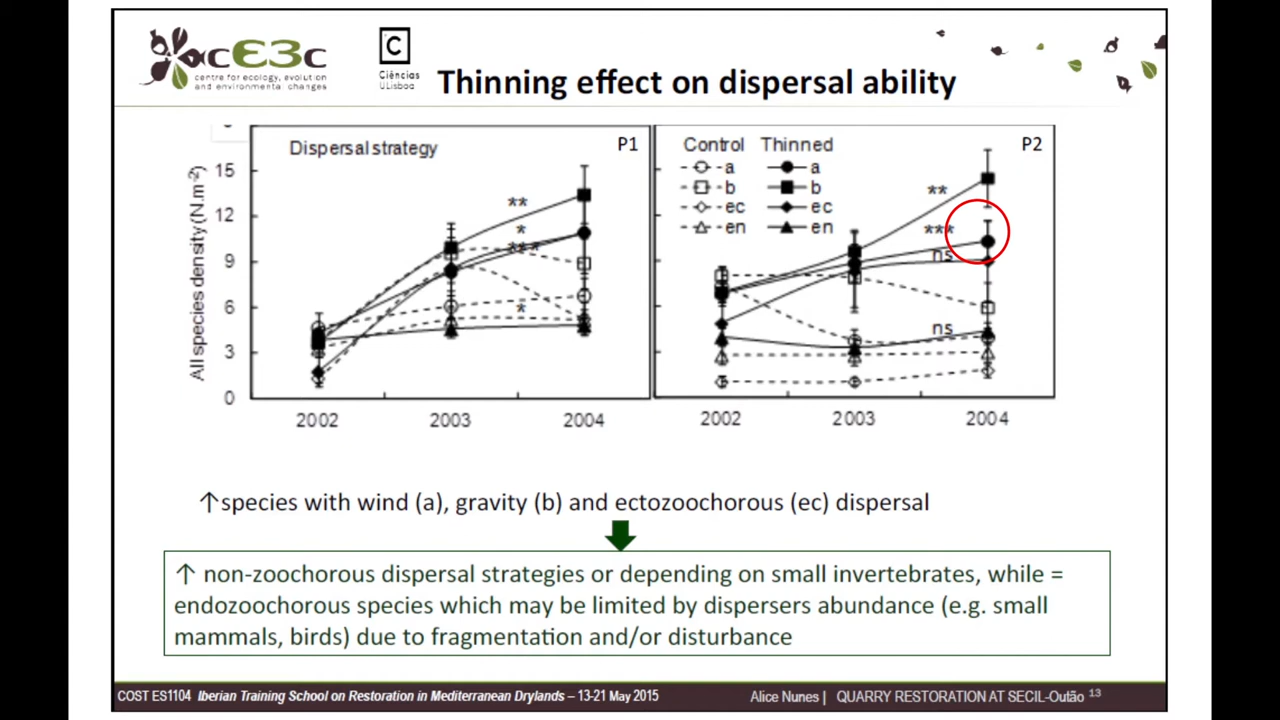 cE3c
centre for ecology, evolution
and environmental changes
C
Ciências
ULisboa
Thinning effect on dispersal ability
Dispersal strategy
P1
All species density (N.m-2)
15
12
9
6
3
0
**
*
***
*
2002
2003
2004
P2
Control Thinned
a a
b b
ec ec
en en
**
***
ns
ns
2002
2003
2004
↑species with wind (a), gravity (b) and ectozoochorous (ec) dispersal
↑ non-zoochorous dispersal strategies or depending on small invertebrates, while =
endozoochorous species which may be limited by dispersers abundance (e.g. small
mammals, birds) due to fragmentation and/or disturbance
COST ES1104 Iberian Training School on Restoration in Mediterranean Drylands – 13-21 May 2015
Alice Nunes | QUARRY RESTORATION AT SECIL-Outão 13